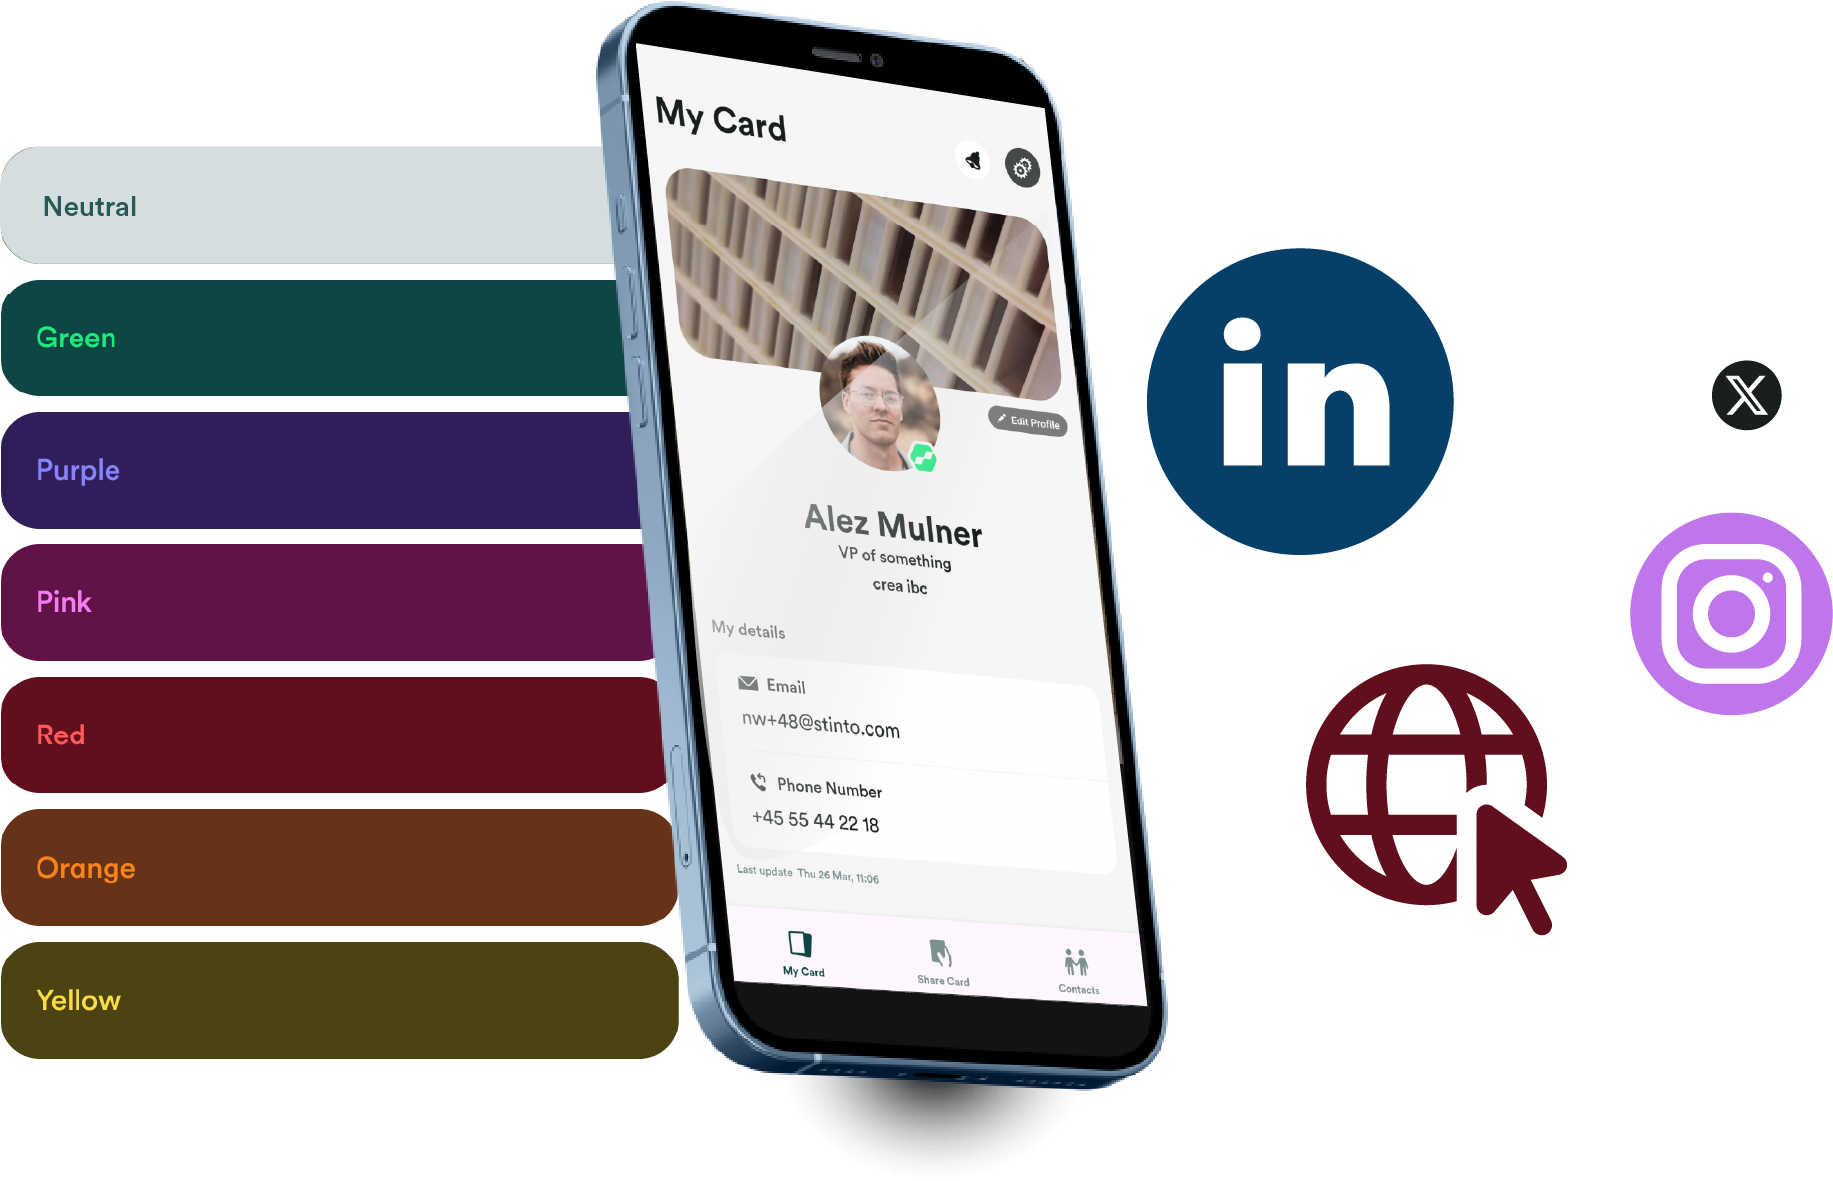 Neutral
Green
Purple
Pink
Red
Orange
Yellow
My Card
Edit Profile
Alez Mulner
VP of something
crea ibc
My details
Email
nw+48@stinto.com
Phone Number
+45 55 44 22 18
Last update Thu 26 Mar, 11:06
My Card
Share Card
Contacts
in
X